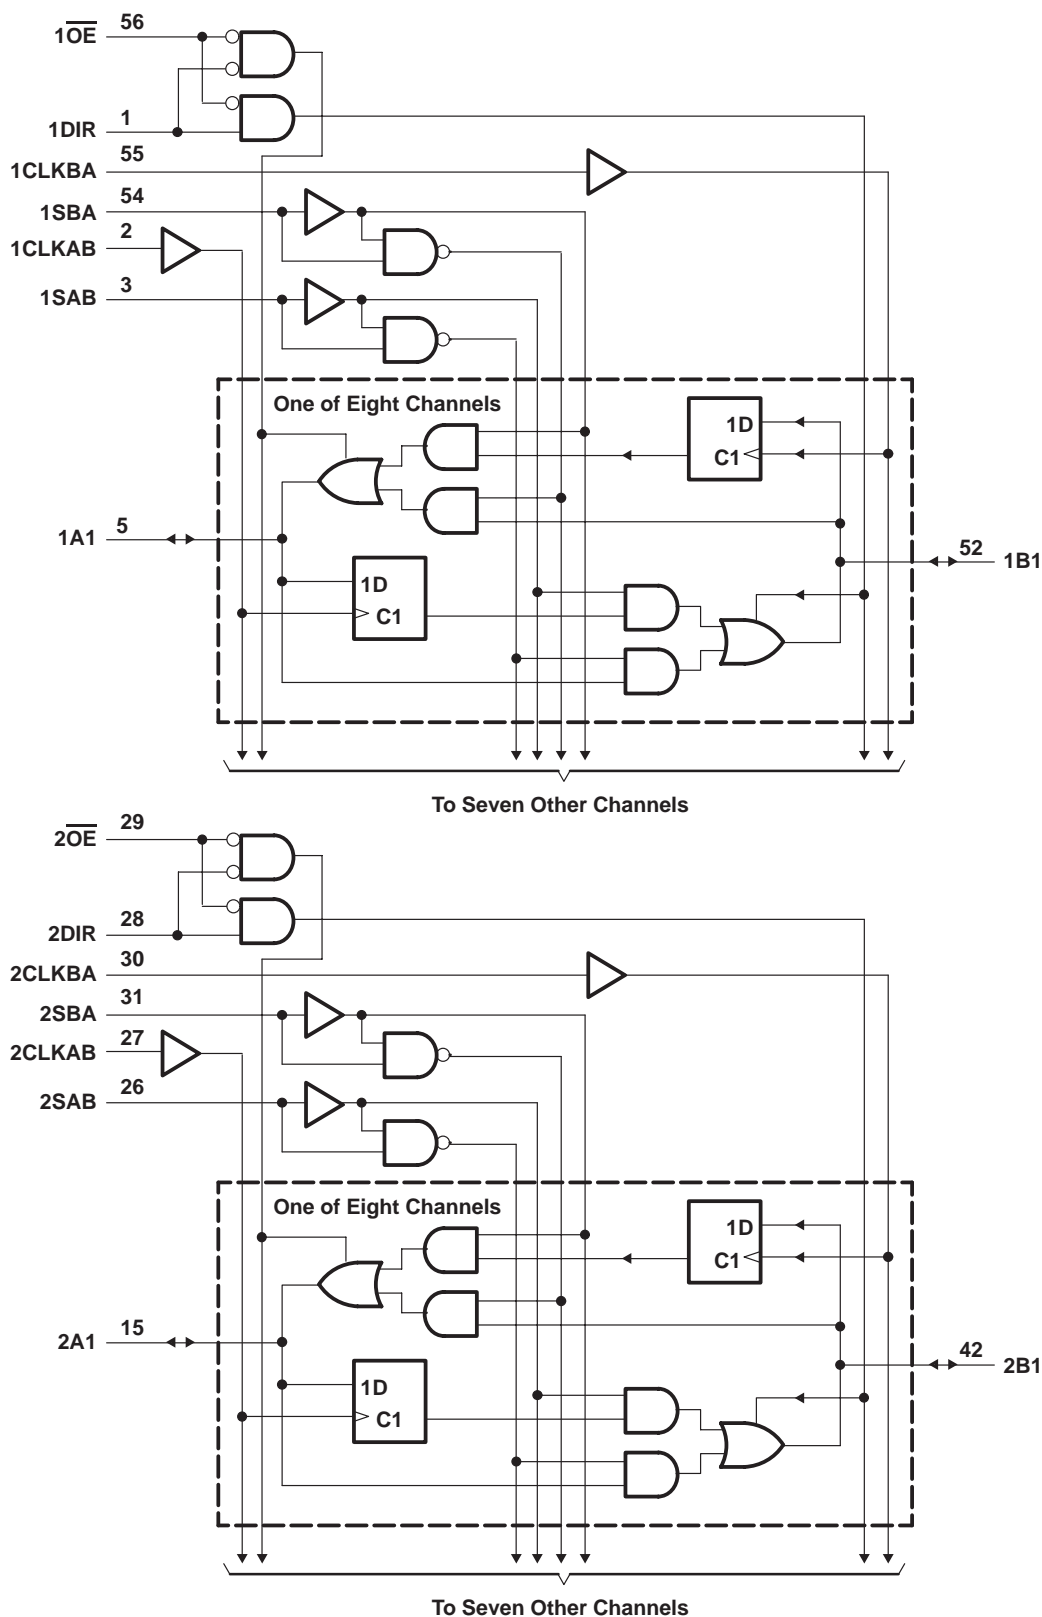 1O̅E̅ 56
1DIR 1
1CLKBA 55
1SBA 54
1CLKAB 2
1SAB 3
One of Eight Channels
1D
C1
1A1 5
52 1B1
1D
C1
To Seven Other Channels
2O̅E̅ 29
2DIR 28
2CLKBA 30
2SBA 31
2CLKAB 27
2SAB 26
One of Eight Channels
1D
C1
2A1 15
42 2B1
1D
C1
To Seven Other Channels